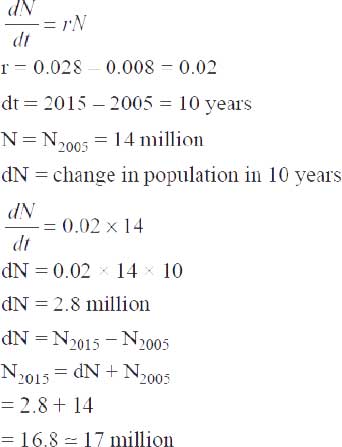 dN/dt = rN
r = 0.028 – 0.008 = 0.02
dt = 2015 – 2005 = 10 years
N = N₂₀₀₅ = 14 million
dN = change in population in 10 years
dN/dt = 0.02 × 14
dN = 0.02 × 14 × 10
dN = 2.8 million
dN = N₂₀₁₅ – N₂₀₀₅
N₂₀₁₅ = dN + N₂₀₀₅
= 2.8 + 14
= 16.8 ≃ 17 million